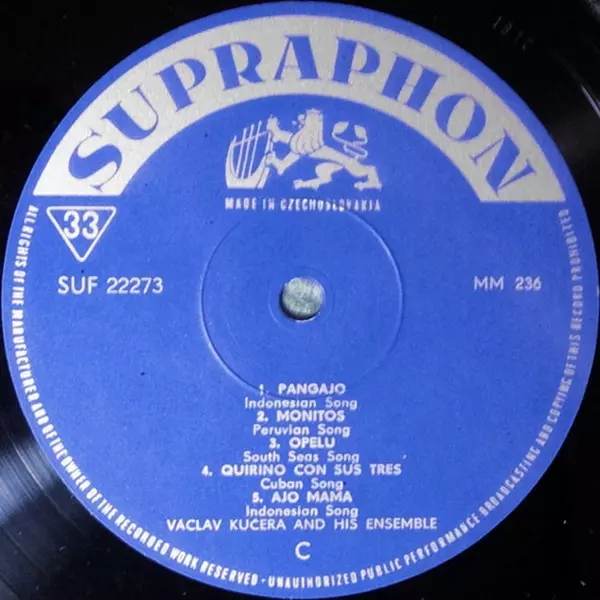 SUPRAPHON
MADE IN CZECHOSLOVAKIA
33
SUF 22273
MM 236
1. PANGAJO
Indonesian Song
2. MONITOS
Peruvian Song
3. OPELU
South Seas Song
4. QUIRINO CON SUS TRES
Cuban Song
5. AJO MAMA
Indonesian Song
VACLAV KUČERA AND HIS ENSEMBLE
C
ALL RIGHTS OF THE MANUFACTURER AND OF THE OWNER OF THE RECORDED WORK RESERVED - UNAUTHORIZED PUBLIC PERFORMANCE BROADCASTING AND COPYING OF THIS RECORD PROHIBITED